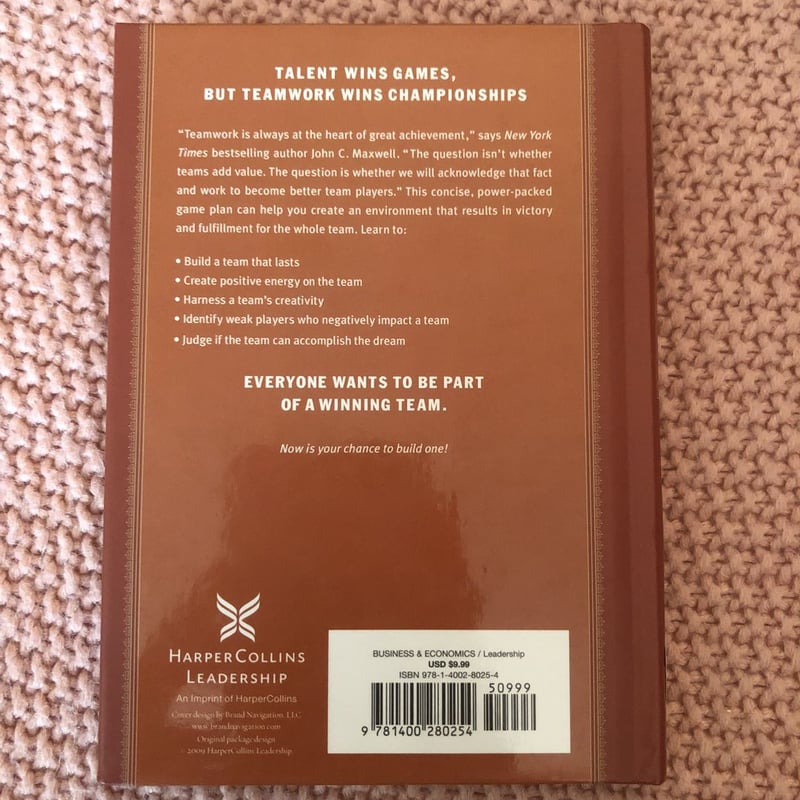 TALENT WINS GAMES,
BUT TEAMWORK WINS CHAMPIONSHIPS
“Teamwork is always at the heart of great achievement,” says New York
Times bestselling author John C. Maxwell. “The question isn’t whether
teams add value. The question is whether we will acknowledge that fact
and work to become better team players.” This concise, power-packed
game plan can help you create an environment that results in victory
and fulfillment for the whole team. Learn to:
• Build a team that lasts
• Create positive energy on the team
• Harness a team’s creativity
• Identify weak players who negatively impact a team
• Judge if the team can accomplish the dream
EVERYONE WANTS TO BE PART
OF A WINNING TEAM.
Now is your chance to build one!
HARPERCOLLINS
LEADERSHIP
An Imprint of HarperCollins
Cover design by Brand Navigation, LLC
www.brandnavigation.com
Original package design
© 2009 HarperCollins Leadership
BUSINESS & ECONOMICS / Leadership
USD $9.99
ISBN 978-1-4002-8025-4
50999
9 781400 280254